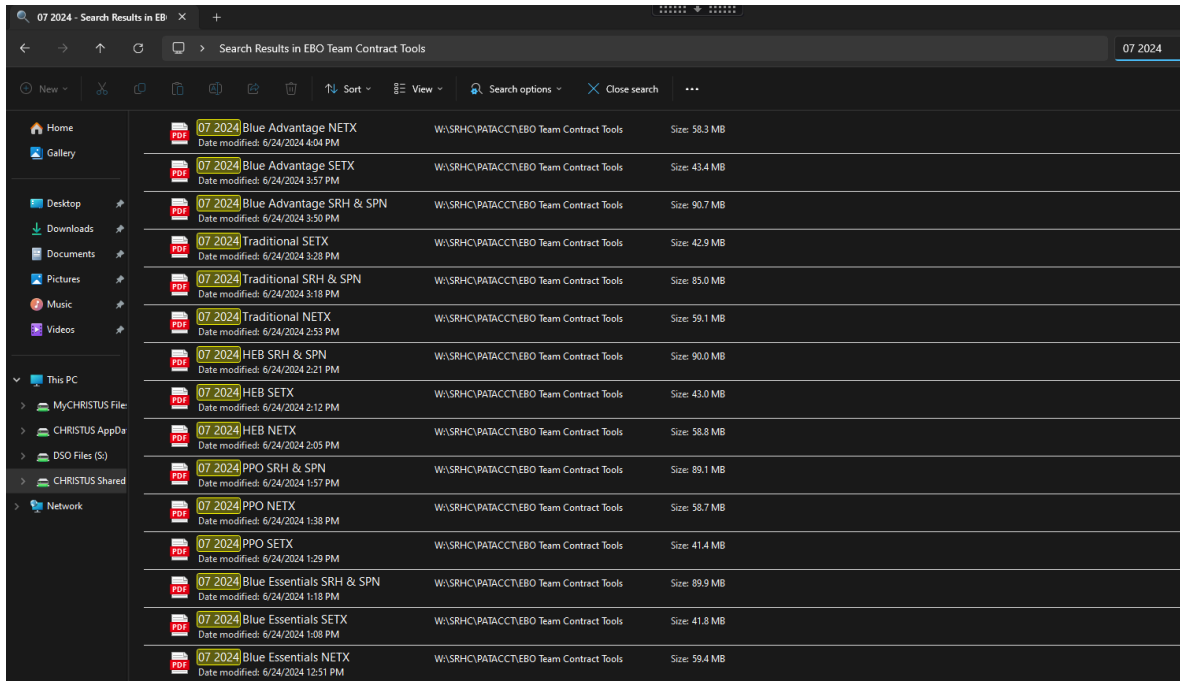 07 2024 - Search Results in EB
Search Results in EBO Team Contract Tools
07 2024
New
Sort
View
Search options
Close search
Home
Gallery
Desktop
Downloads
Documents
Pictures
Music
Videos
This PC
MyCHRISTUS File
CHRISTUS AppDa
DSO Files (S:)
CHRISTUS Shared
Network
PDF
07 2024 Blue Advantage NETX
W:\SRHC\PATACCT\EBO Team Contract Tools
Size: 58.3 MB
Date modified: 6/24/2024 4:04 PM
PDF
07 2024 Blue Advantage SETX
W:\SRHC\PATACCT\EBO Team Contract Tools
Size: 43.4 MB
Date modified: 6/24/2024 3:57 PM
PDF
07 2024 Blue Advantage SRH & SPN
W:\SRHC\PATACCT\EBO Team Contract Tools
Size: 90.7 MB
Date modified: 6/24/2024 3:50 PM
PDF
07 2024 Traditional SETX
W:\SRHC\PATACCT\EBO Team Contract Tools
Size: 42.9 MB
Date modified: 6/24/2024 3:28 PM
PDF
07 2024 Traditional SRH & SPN
W:\SRHC\PATACCT\EBO Team Contract Tools
Size: 85.0 MB
Date modified: 6/24/2024 3:18 PM
PDF
07 2024 Traditional NETX
W:\SRHC\PATACCT\EBO Team Contract Tools
Size: 59.1 MB
Date modified: 6/24/2024 2:53 PM
PDF
07 2024 HEB SRH & SPN
W:\SRHC\PATACCT\EBO Team Contract Tools
Size: 90.0 MB
Date modified: 6/24/2024 2:21 PM
PDF
07 2024 HEB SETX
W:\SRHC\PATACCT\EBO Team Contract Tools
Size: 43.0 MB
Date modified: 6/24/2024 2:12 PM
PDF
07 2024 HEB NETX
W:\SRHC\PATACCT\EBO Team Contract Tools
Size: 58.8 MB
Date modified: 6/24/2024 2:05 PM
PDF
07 2024 PPO SRH & SPN
W:\SRHC\PATACCT\EBO Team Contract Tools
Size: 89.1 MB
Date modified: 6/24/2024 1:57 PM
PDF
07 2024 PPO NETX
W:\SRHC\PATACCT\EBO Team Contract Tools
Size: 58.7 MB
Date modified: 6/24/2024 1:38 PM
PDF
07 2024 PPO SETX
W:\SRHC\PATACCT\EBO Team Contract Tools
Size: 41.4 MB
Date modified: 6/24/2024 1:29 PM
PDF
07 2024 Blue Essentials SRH & SPN
W:\SRHC\PATACCT\EBO Team Contract Tools
Size: 89.9 MB
Date modified: 6/24/2024 1:18 PM
PDF
07 2024 Blue Essentials SETX
W:\SRHC\PATACCT\EBO Team Contract Tools
Size: 41.8 MB
Date modified: 6/24/2024 1:08 PM
PDF
07 2024 Blue Essentials NETX
W:\SRHC\PATACCT\EBO Team Contract Tools
Size: 59.4 MB
Date modified: 6/24/2024 12:51 PM